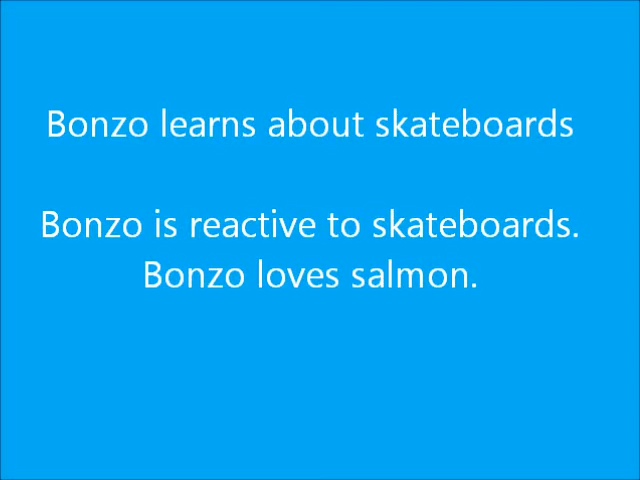 Bonzo learns about skateboards
Bonzo is reactive to skateboards.
Bonzo loves salmon.